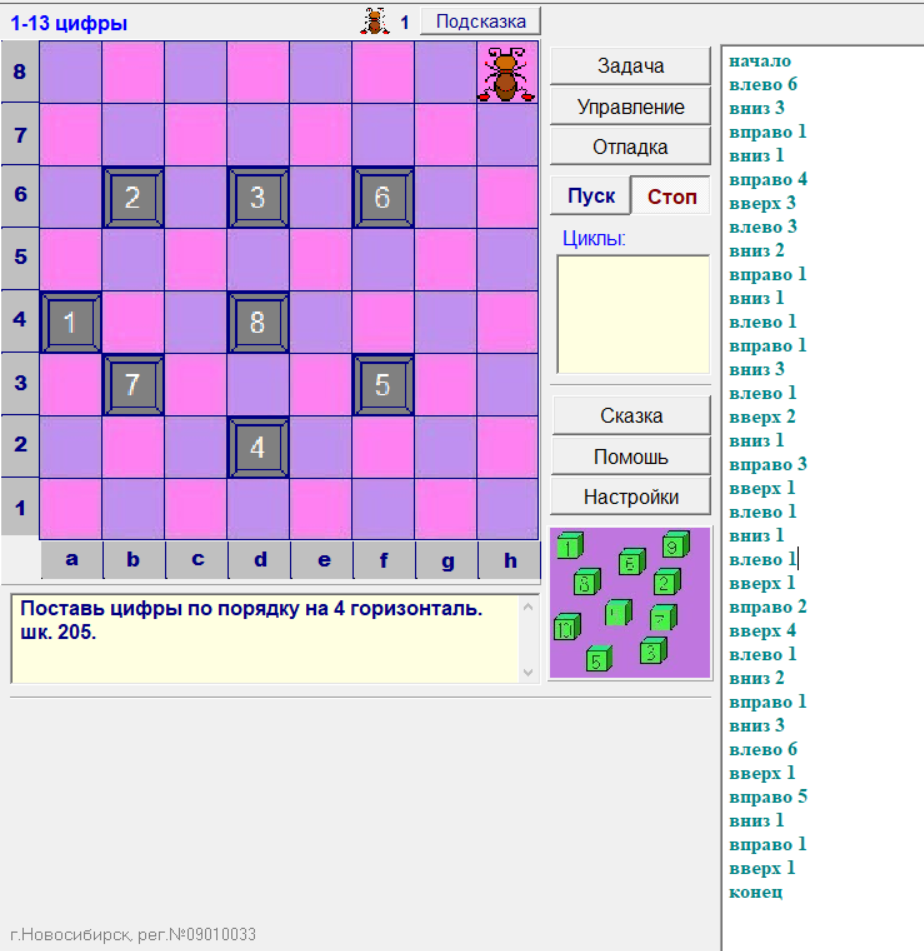 1-13 цифры
1
Подсказка
8
7
6 2 3 6
5
4 1 8
3 7 5
2 4
1
a b c d e f g h
Поставь цифры по порядку на 4 горизонталь.
шк. 205.
г.Новосибирск, рег.№09010033
Задача
Управление
Отладка
Пуск Стоп
Циклы:
Сказка
Помошь
Настройки
1 9
6
8 2
7
10
5 3
начало
влево 6
вниз 3
вправо 1
вниз 1
вправо 4
вверх 3
влево 3
вниз 2
вправо 1
вниз 1
влево 1
вправо 1
вниз 3
влево 1
вверх 2
вниз 1
вправо 3
вверх 1
влево 1
вниз 1
влево 1
вверх 1
вправо 2
вверх 4
влево 1
вниз 2
вправо 1
вниз 3
влево 6
вверх 1
вправо 5
вниз 1
вправо 1
вверх 1
конец